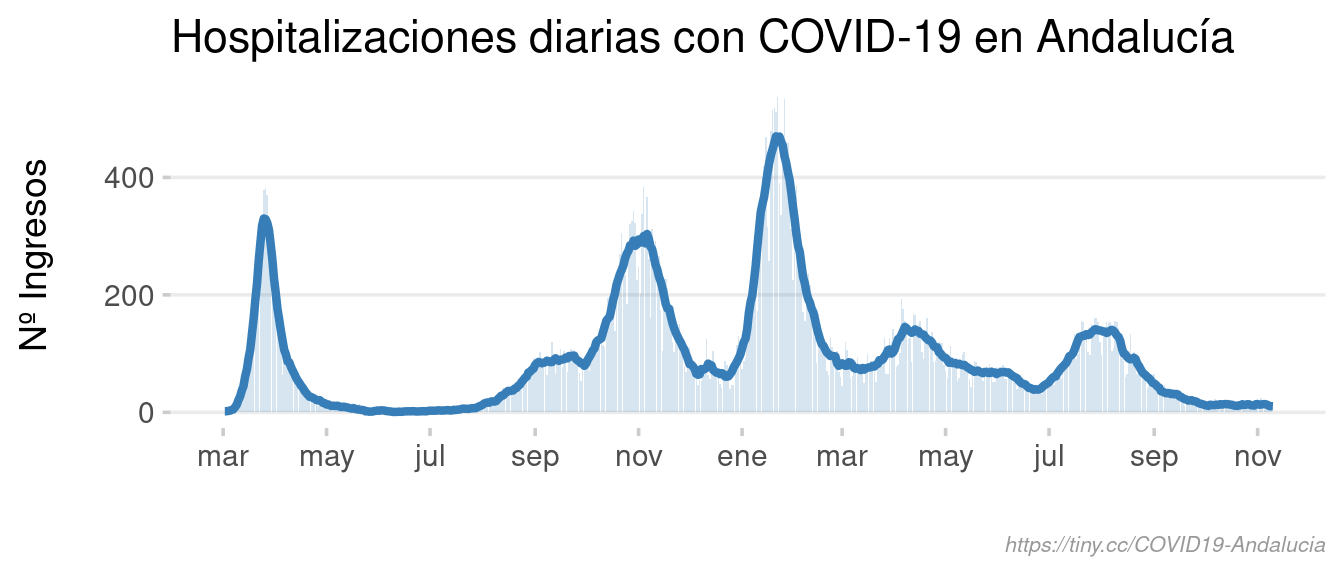 Hospitalizaciones diarias con COVID-19 en Andalucía
Nº Ingresos
400
200
0
mar may jul sep nov ene mar may jul sep nov
https://tiny.cc/COVID19-Andalucia